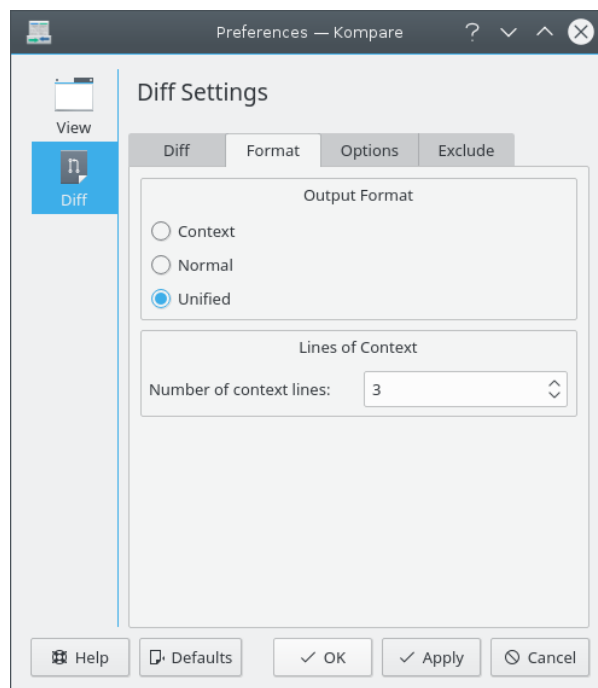 Preferences — Kompare
View
Diff
Diff Settings
Diff Format Options Exclude
Output Format
Context
Normal
Unified
Lines of Context
Number of context lines: 3
Help Defaults OK Apply Cancel